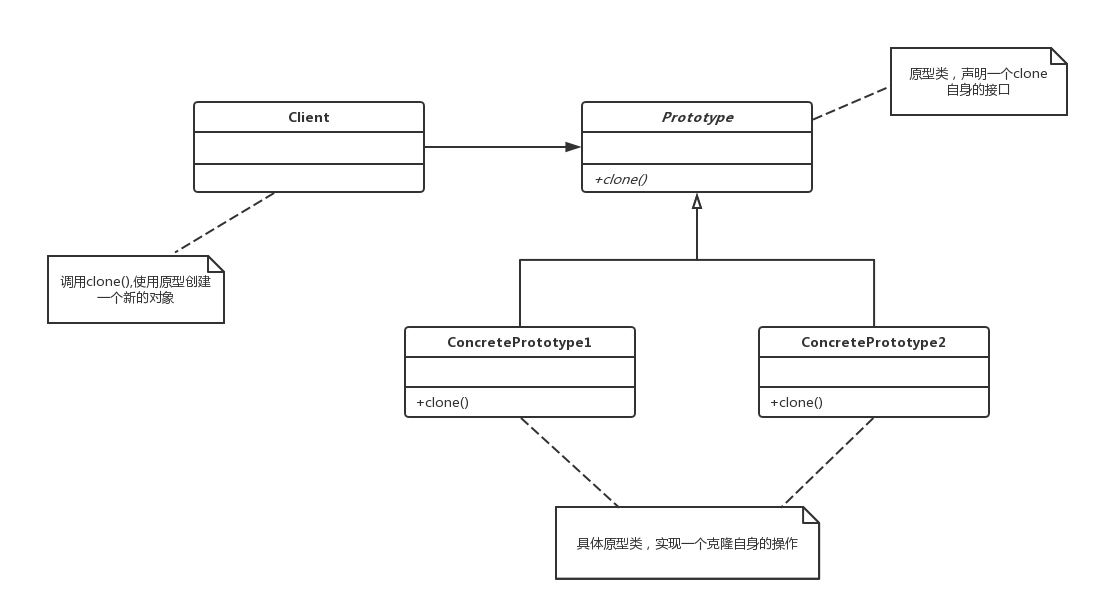 原型类，声明一个clone
自身的接口
Client
Prototype
+clone()
调用clone(),使用原型创建
一个新的对象
ConcretePrototype1
+clone()
ConcretePrototype2
+clone()
具体原型类，实现一个克隆自身的操作